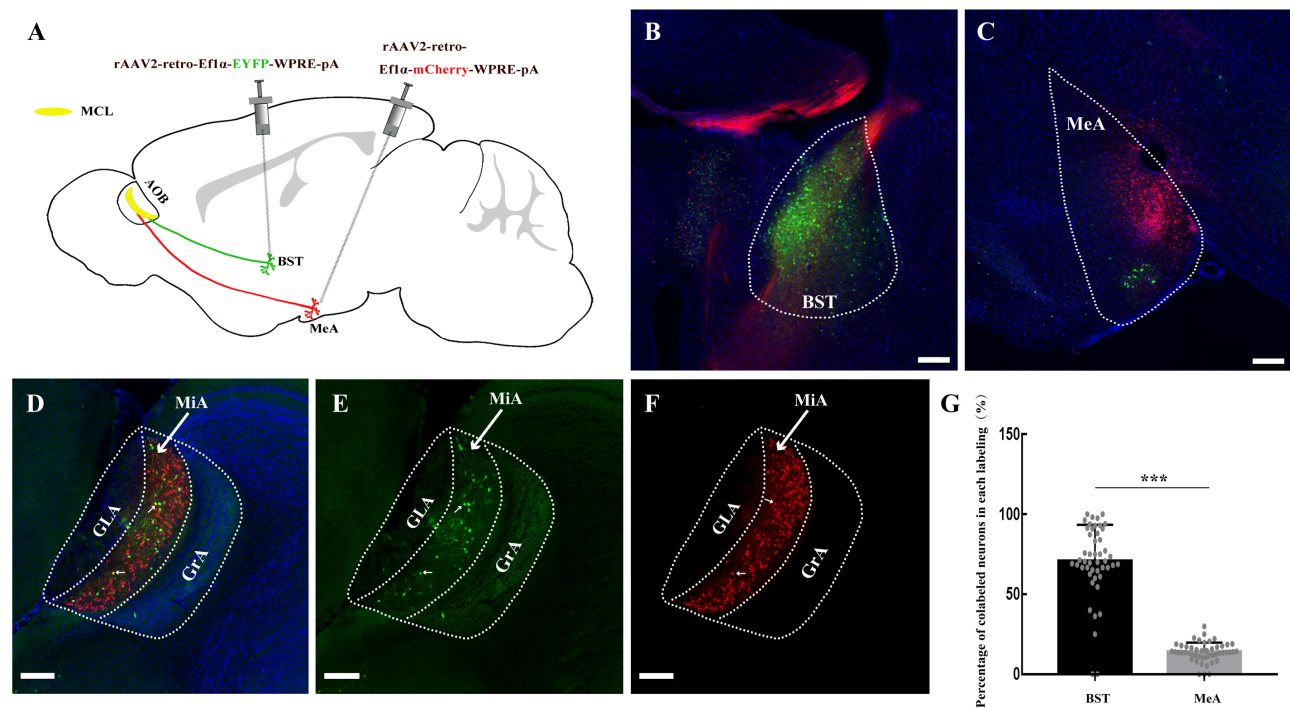 A
rAAV2-retro-Ef1α-EYFP-WPRE-pA
rAAV2-retro-
Ef1α-mCherry-WPRE-pA
MCL
AOB
BST
MeA
B
BST
C
MeA
D
MiA
GLA
GrA
E
MiA
GLA
GrA
F
MiA
GLA
GrA
G
Percentage of colabeled neurons in each labeling (%)
150
100
50
0
***
BST
MeA